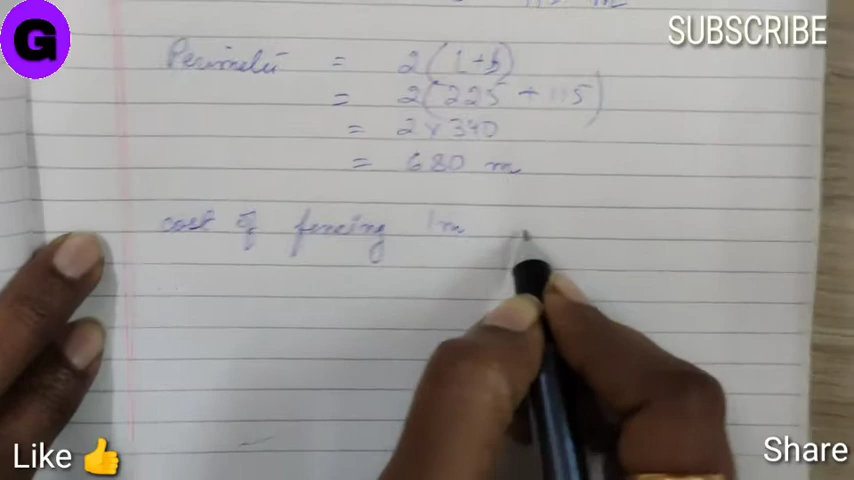 G
SUBSCRIBE
Perimeter = 2(l+b)
= 2(225 + 115)
= 2 x 340
= 680 m
cost of fencing 1m
Like 👍
Share